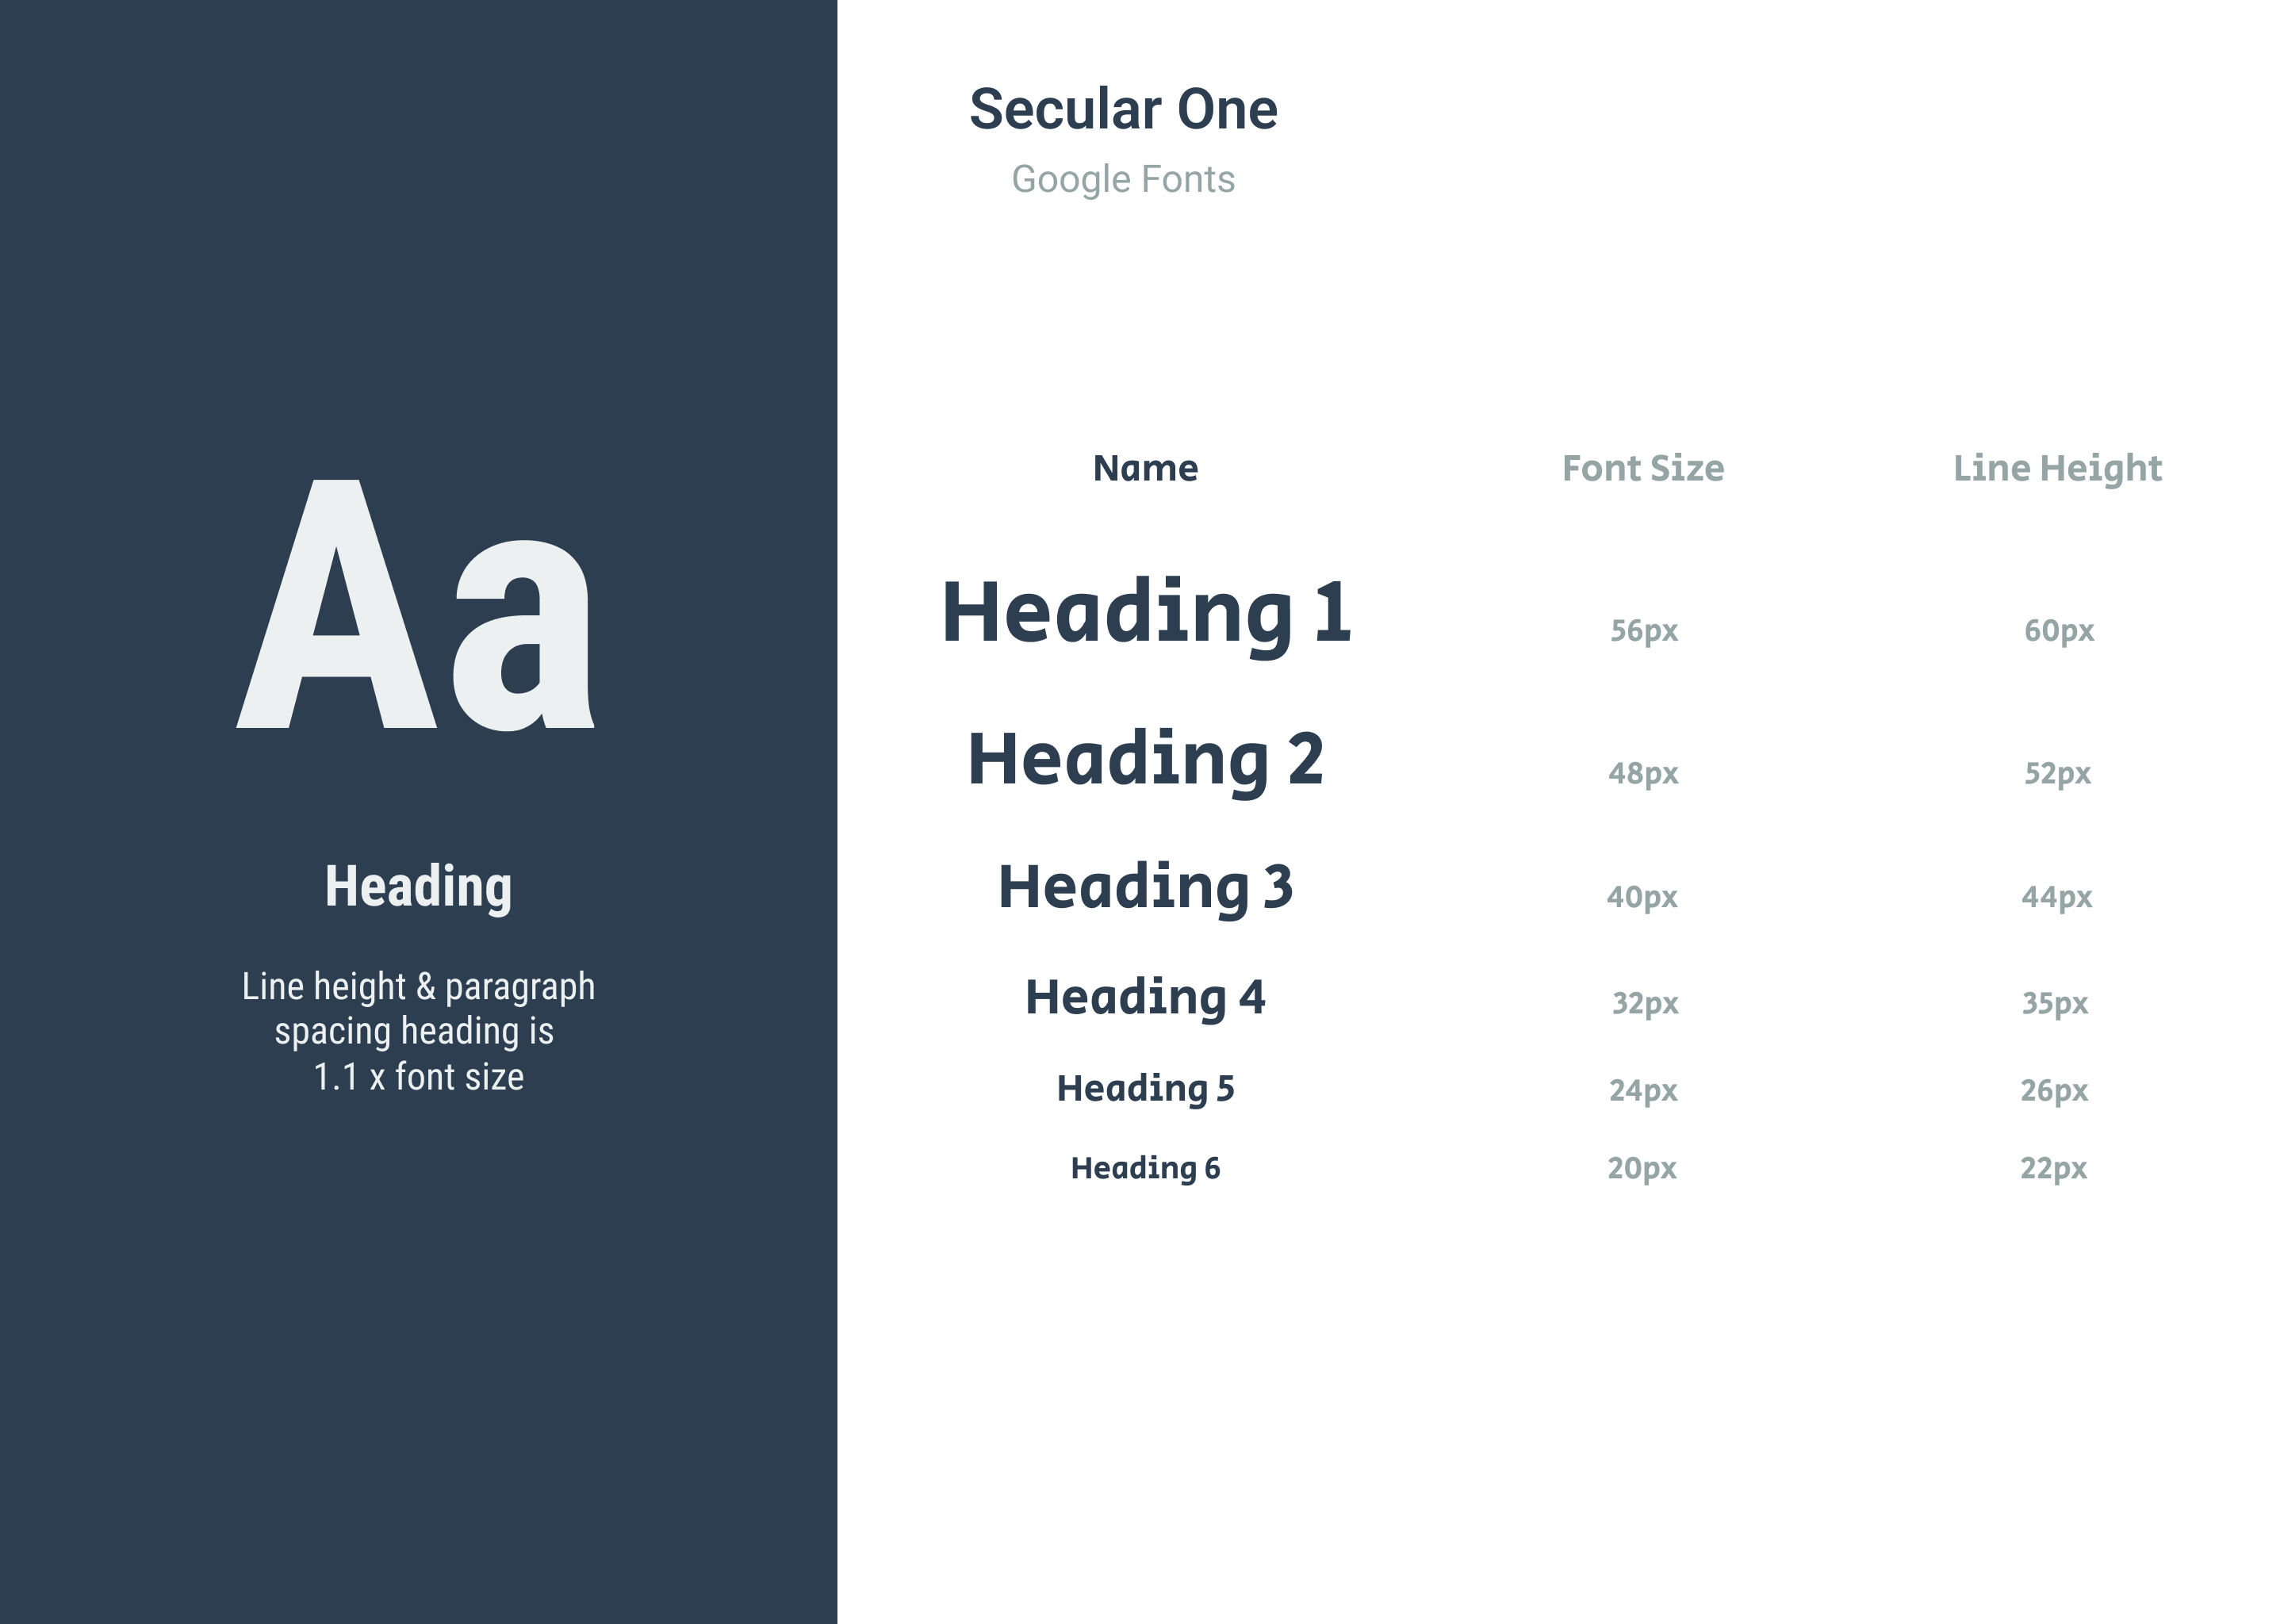 Aa
Heading
Line height & paragraph
spacing heading is
1.1 x font size
Secular One
Google Fonts
Name Font Size Line Height
Heading 1 56px 60px
Heading 2 48px 52px
Heading 3 40px 44px
Heading 4 32px 35px
Heading 5 24px 26px
Heading 6 20px 22px